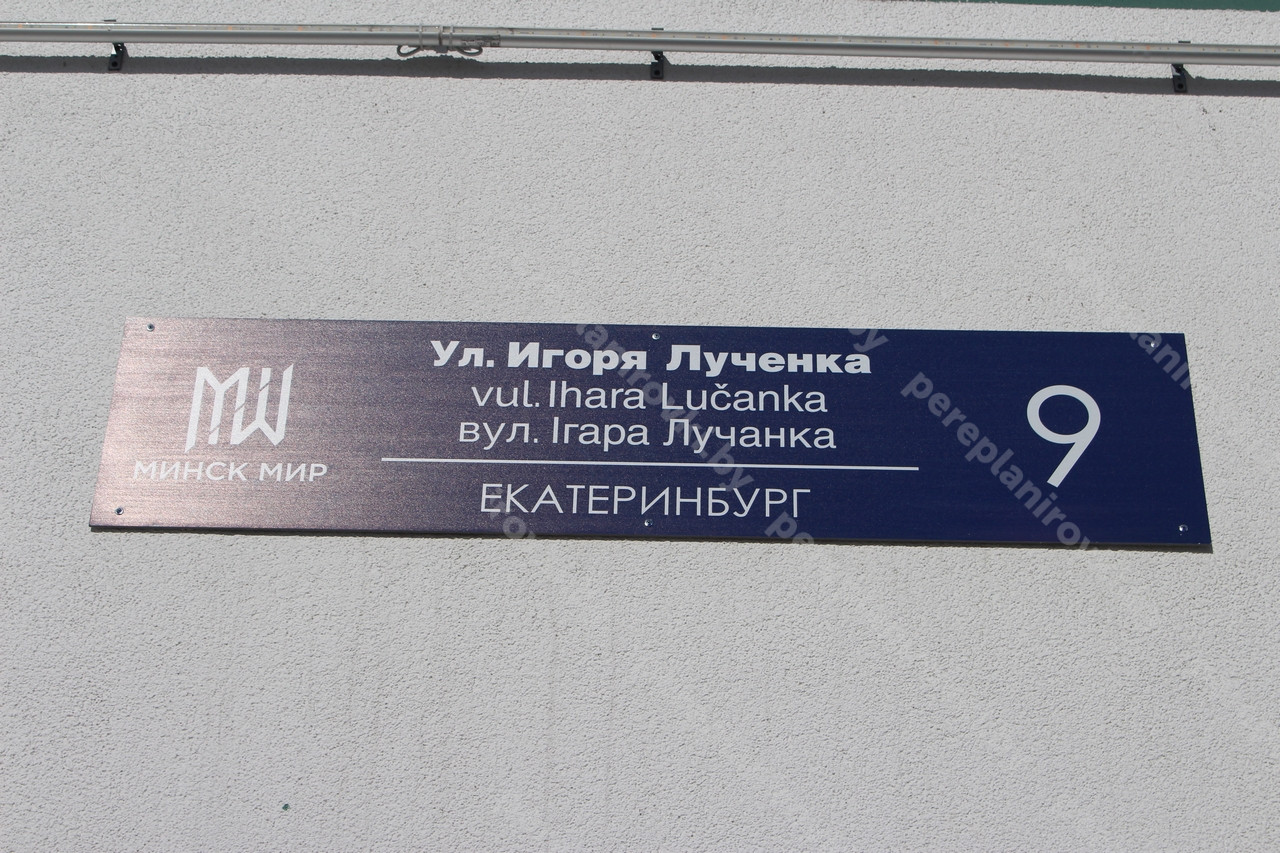 MW
МИНСК МИР
Ул. Игоря Лученка
vul. Ihara Lučanka
вул. Ігара Лучанка
ЕКАТЕРИНБУРГ
9